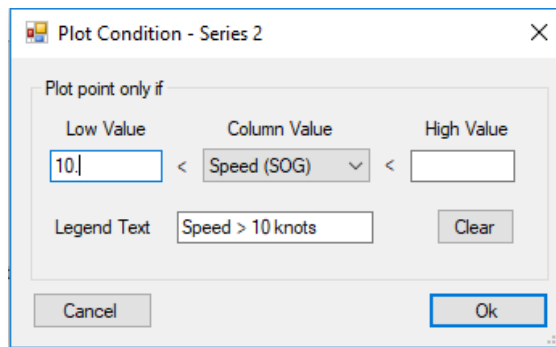 Plot Condition - Series 2
Plot point only if
Low Value Column Value High Value
10. < Speed (SOG) <
Legend Text Speed > 10 knots Clear
Cancel Ok